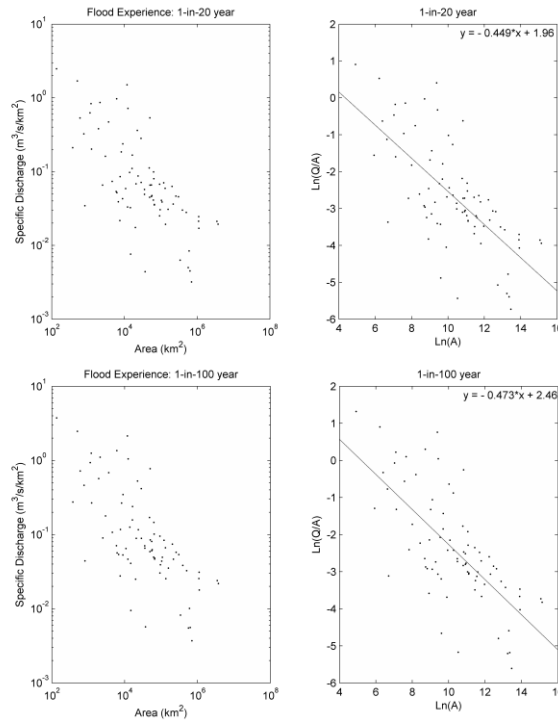 Flood Experience: 1-in-20 year
10^1
10^0
10^-1
10^-2
10^-3
Specific Discharge (m^3/s/km^2)
10^2 10^4 10^6 10^8
Area (km^2)
1-in-20 year
y = - 0.449*x + 1.96
2
1
0
-1
-2
-3
-4
-5
-6
Ln(Q/A)
4 6 8 10 12 14 16
Ln(A)
Flood Experience: 1-in-100 year
10^1
10^0
10^-1
10^-2
10^-3
Specific Discharge (m^3/s/km^2)
10^2 10^4 10^6 10^8
Area (km^2)
1-in-100 year
y = - 0.473*x + 2.46
2
1
0
-1
-2
-3
-4
-5
-6
Ln(Q/A)
4 6 8 10 12 14 16
Ln(A)